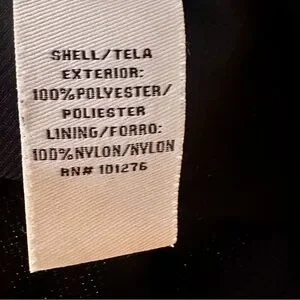 SHELL/TELA
EXTERIOR:
100%POLYESTER/
POLIESTER
LINING/FORRO:
100%NYLON/NYLON
RN# 101276